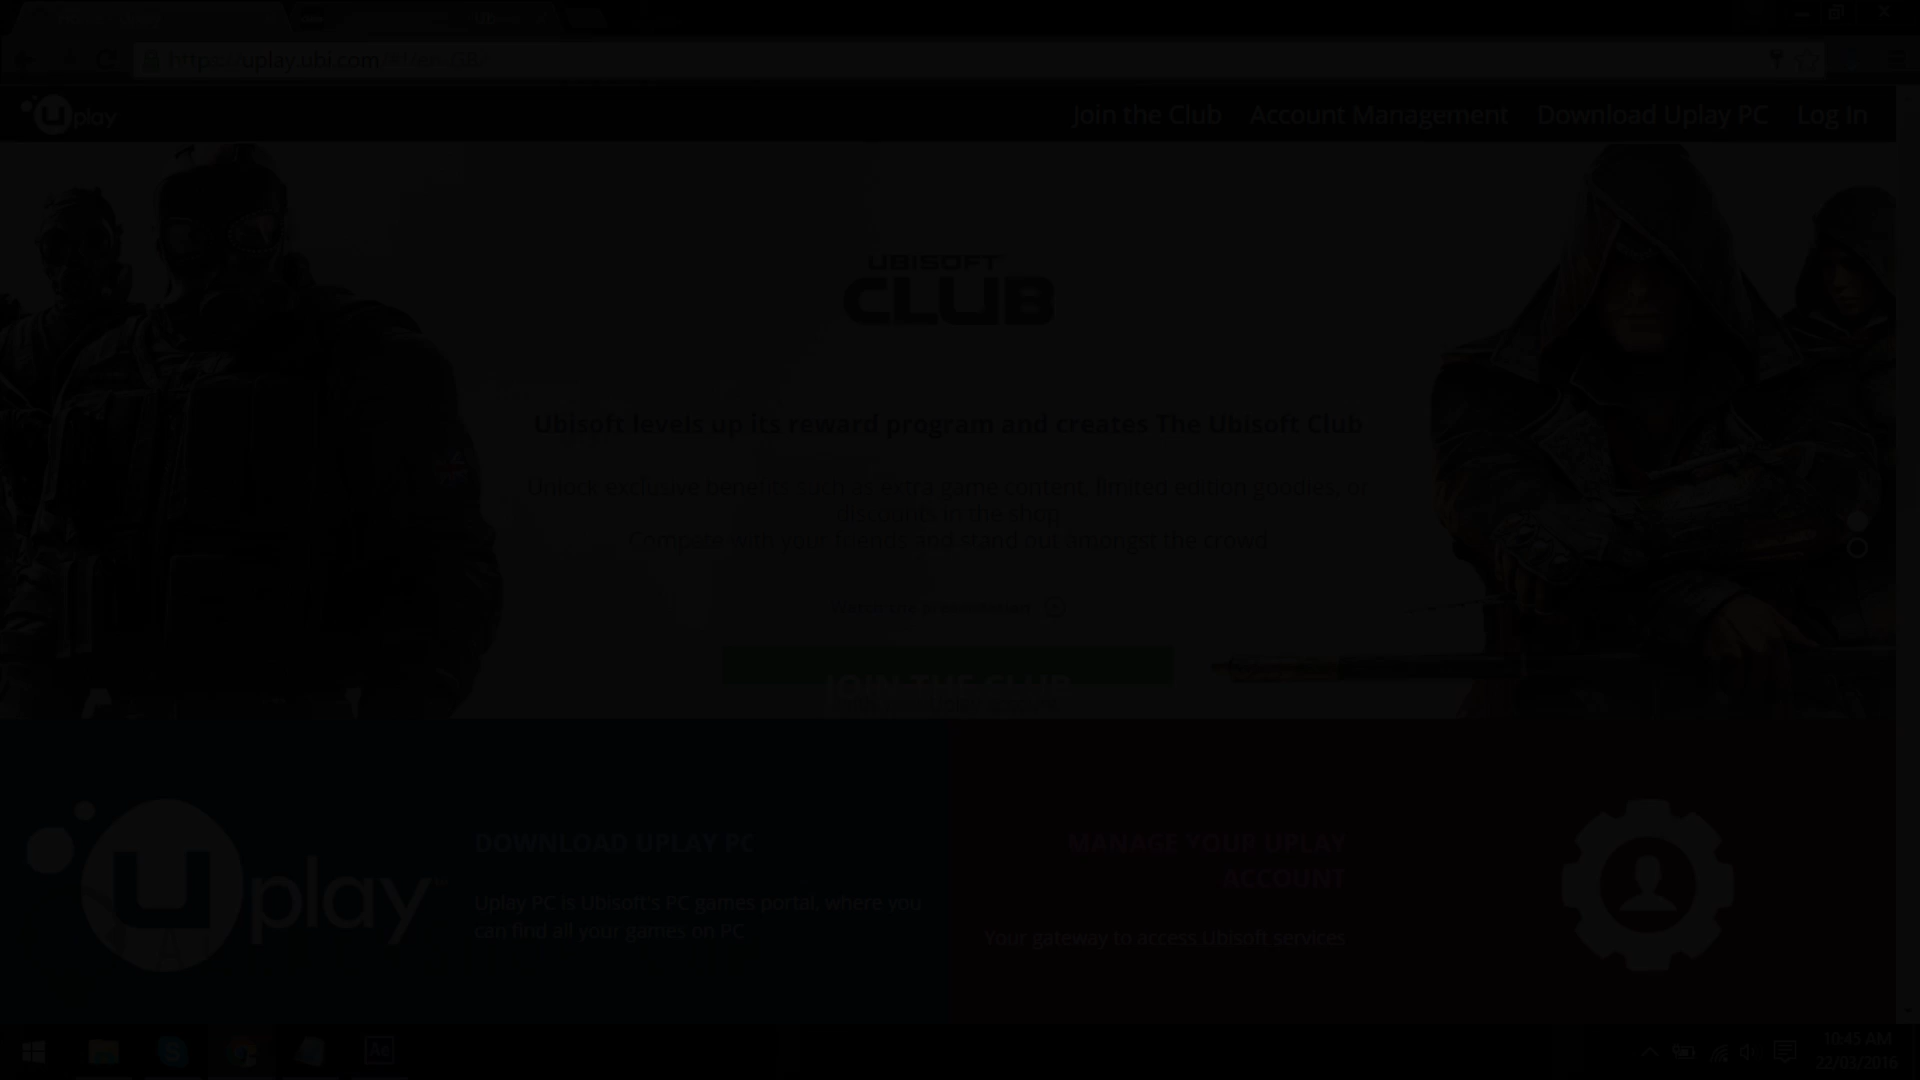 https://uplay.ubi.com/
Uplay
Join the Club
Account Management
Download Uplay PC
Log In
UBISOFT
CLUB
Ubisoft levels up its reward program and creates The Ubisoft Club
Unlock exclusive benefits such as extra game content, limited edition goodies, or
discounts in the shop
Compete with your friends and stand out amongst the crowd
JOIN THE CLUB
uplay
DOWNLOAD UPLAY PC
Uplay PC is Ubisoft's PC games portal, where you
can find all your games on PC
MANAGE YOUR UPLAY
ACCOUNT
Your gateway to access Ubisoft services
Ae
10:45 AM
22/03/2016